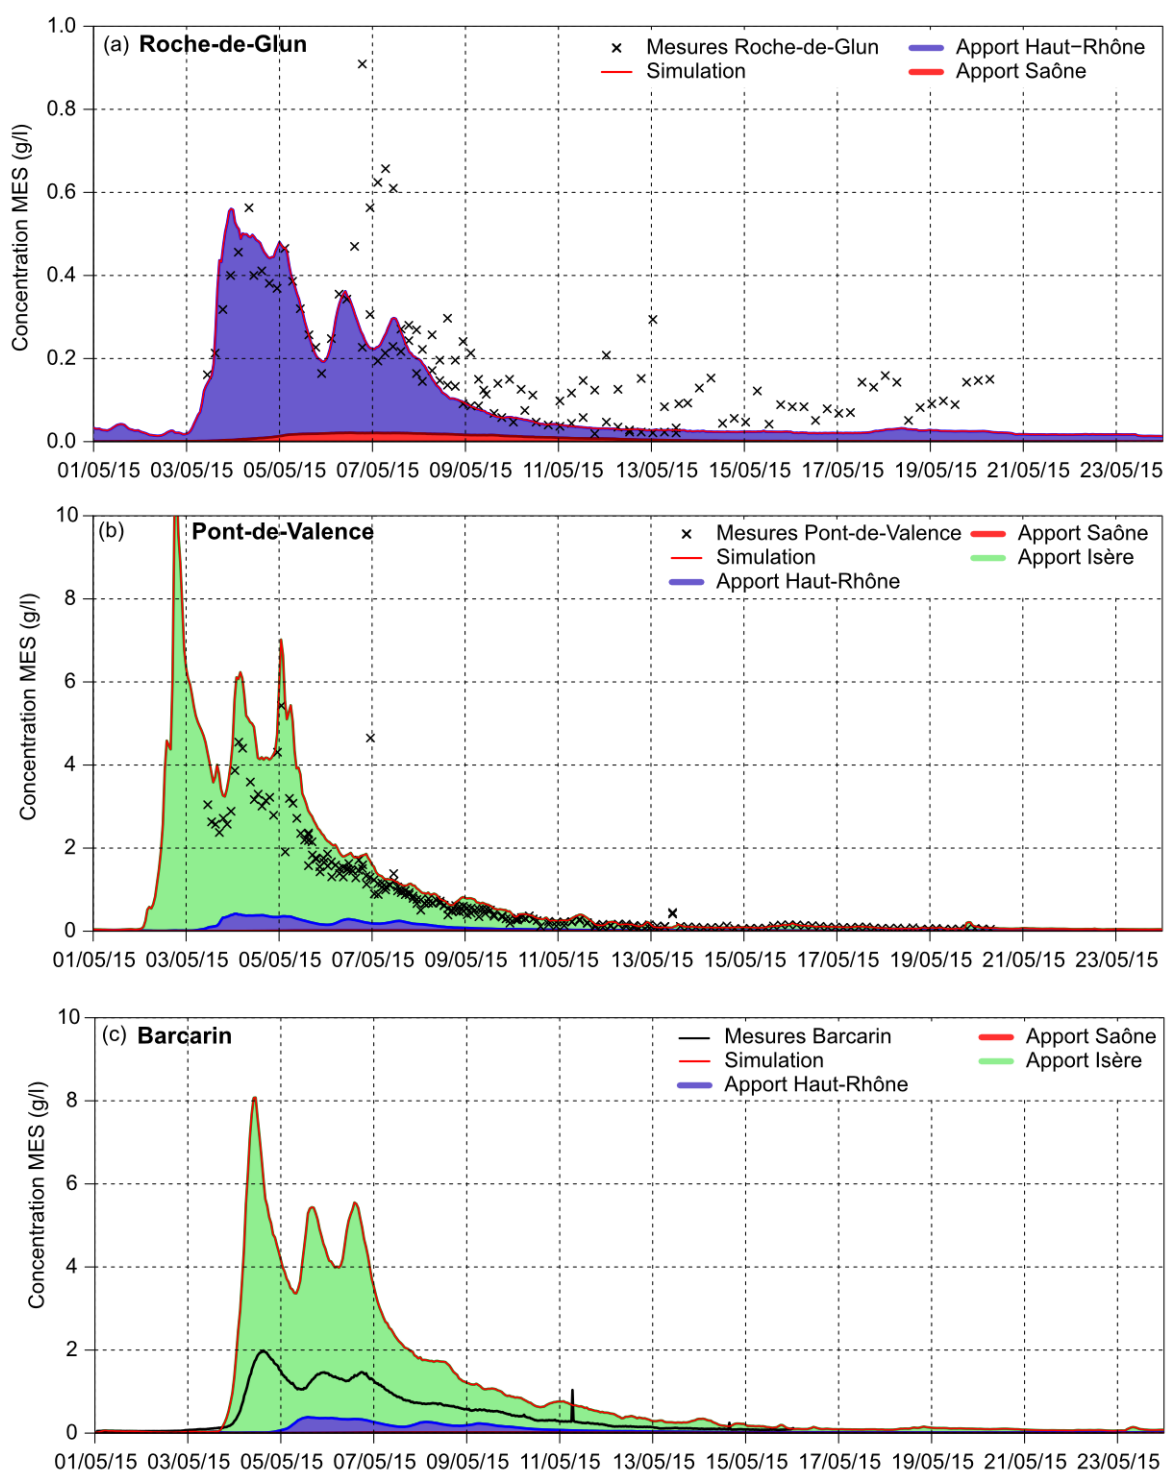 (a) Roche-de-Glun
Mesures Roche-de-Glun
Simulation
Apport Haut−Rhône
Apport Saône
Concentration MES (g/l)
1.0
0.8
0.6
0.4
0.2
0.0
01/05/15 03/05/15 05/05/15 07/05/15 09/05/15 11/05/15 13/05/15 15/05/15 17/05/15 19/05/15 21/05/15 23/05/15
(b) Pont-de-Valence
Mesures Pont-de-Valence
Simulation
Apport Haut-Rhône
Apport Saône
Apport Isère
Concentration MES (g/l)
10
8
6
4
2
0
01/05/15 03/05/15 05/05/15 07/05/15 09/05/15 11/05/15 13/05/15 15/05/15 17/05/15 19/05/15 21/05/15 23/05/15
(c) Barcarin
Mesures Barcarin
Simulation
Apport Haut-Rhône
Apport Saône
Apport Isère
Concentration MES (g/l)
10
8
6
4
2
0
01/05/15 03/05/15 05/05/15 07/05/15 09/05/15 11/05/15 13/05/15 15/05/15 17/05/15 19/05/15 21/05/15 23/05/15